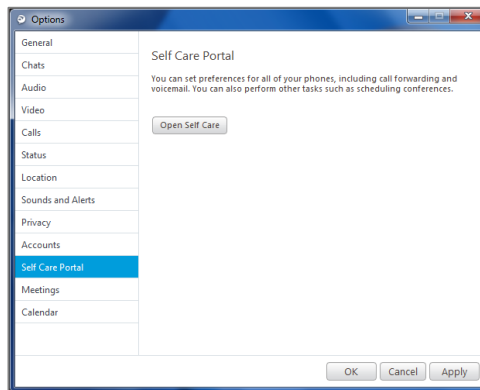 Options
General
Chats
Audio
Video
Calls
Status
Location
Sounds and Alerts
Privacy
Accounts
Self Care Portal
Meetings
Calendar
Self Care Portal
You can set preferences for all of your phones, including call forwarding and
voicemail. You can also perform other tasks such as scheduling conferences.
Open Self Care
OK Cancel Apply